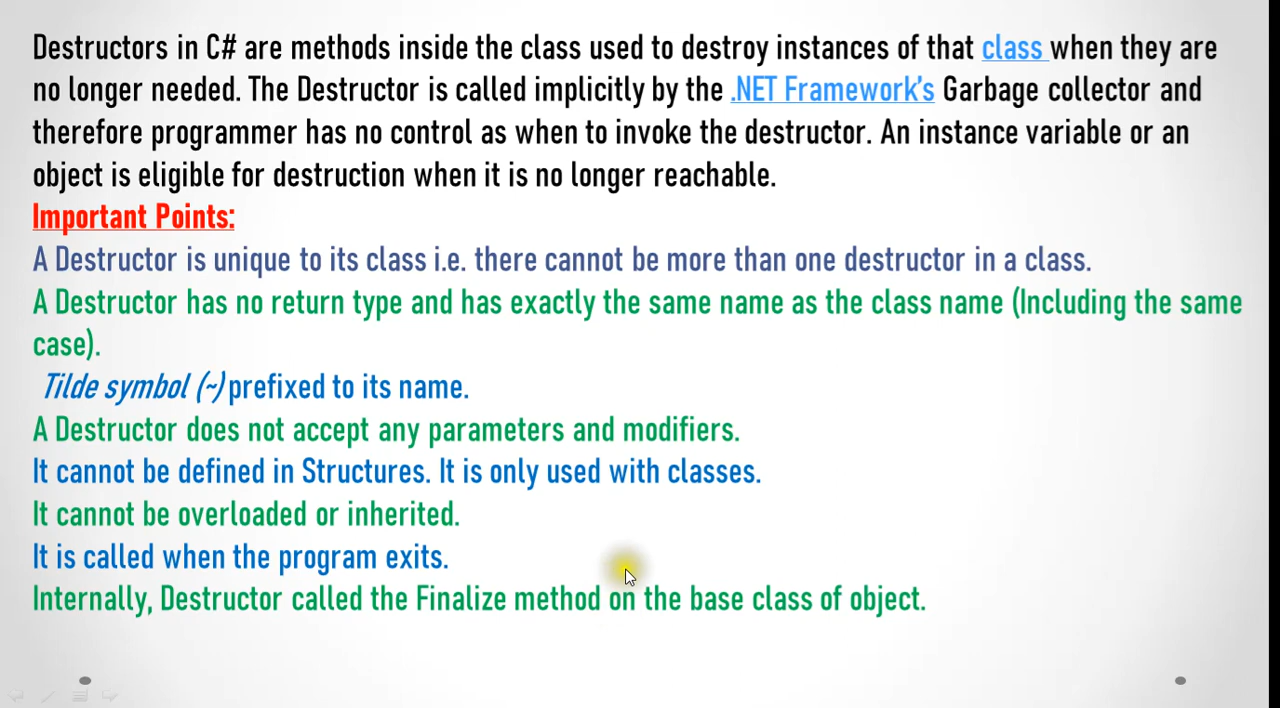 Destructors in C# are methods inside the class used to destroy instances of that class when they are
no longer needed. The Destructor is called implicitly by the .NET Framework's Garbage collector and
therefore programmer has no control as when to invoke the destructor. An instance variable or an
object is eligible for destruction when it is no longer reachable.
Important Points:
A Destructor is unique to its class i.e. there cannot be more than one destructor in a class.
A Destructor has no return type and has exactly the same name as the class name (Including the same
case).
Tilde symbol (~) prefixed to its name.
A Destructor does not accept any parameters and modifiers.
It cannot be defined in Structures. It is only used with classes.
It cannot be overloaded or inherited.
It is called when the program exits.
Internally, Destructor called the Finalize method on the base class of object.